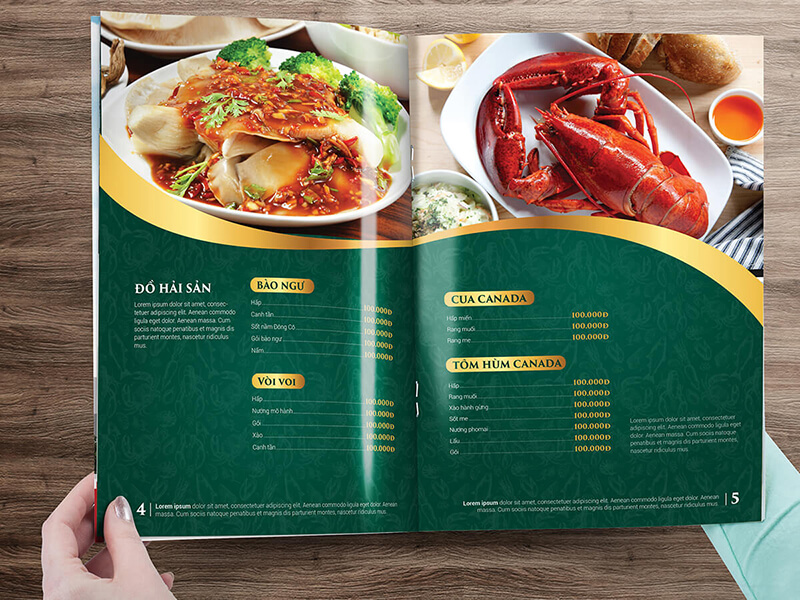 ĐỒ HẢI SẢN
Lorem ipsum dolor sit amet, consec-
tetuer adipiscing elit. Aenean commodo
ligula eget dolor. Aenean massa. Cum
sociis natoque penatibus et magnis dis
parturient montes, nascetur ridiculus
mus.
BÀO NGƯ
Hấp 100.000Đ
Canh tần 100.000Đ
Sốt nấm Đông Cô 100.000Đ
Gỏi bào ngư 100.000Đ
Nấm 100.000Đ
VÒI VOI
Hấp 100.000Đ
Nướng mỡ hành 100.000Đ
Gỏi 100.000Đ
Xào 100.000Đ
Canh tần 100.000Đ
4 Lorem ipsum dolor sit amet, consectetuer adipiscing elit. Aenean commodo ligula eget dolor. Aenean
massa. Cum sociis natoque penatibus et magnis dis parturient montes, nascetur ridiculus mus.
CUA CANADA
Hấp miến 100.000Đ
Rang muối 100.000Đ
Rang me 100.000Đ
TÔM HÙM CANADA
Hấp 100.000Đ
Rang muối 100.000Đ
Xào hành gừng 100.000Đ
Sốt me 100.000Đ
Nướng phomai 100.000Đ
Lẩu 100.000Đ
Gỏi 100.000Đ
Lorem ipsum dolor sit amet, consectetuer
adipiscing elit. Aenean commodo ligula eget
dolor. Aenean massa. Cum sociis natoque
penatibus et magnis dis parturient montes,
nascetur ridiculus mus.
Lorem ipsum dolor sit amet, consectetuer adipiscing elit. Aenean commodo ligula eget dolor. Aenean
massa. Cum sociis natoque penatibus et magnis dis parturient montes, nascetur ridiculus mus. 5